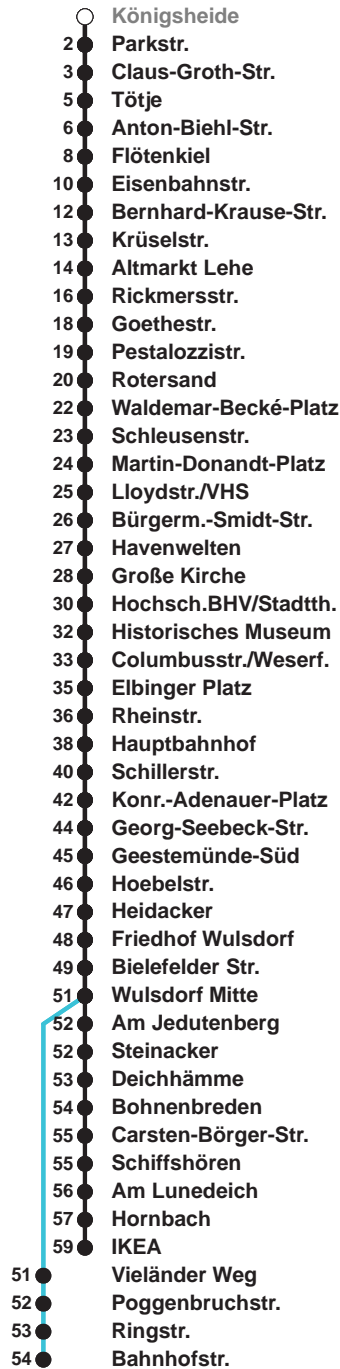 Königsheide
2 Parkstr.
3 Claus-Groth-Str.
5 Tötje
6 Anton-Biehl-Str.
8 Flötenkiel
10 Eisenbahnstr.
12 Bernhard-Krause-Str.
13 Krüselstr.
14 Altmarkt Lehe
16 Rickmersstr.
18 Goethestr.
19 Pestalozzistr.
20 Rotersand
22 Waldemar-Becké-Platz
23 Schleusenstr.
24 Martin-Donandt-Platz
25 Lloydstr./VHS
26 Bürgerm.-Smidt-Str.
27 Havenwelten
28 Große Kirche
30 Hochsch.BHV/Stadtth.
32 Historisches Museum
33 Columbusstr./Weserf.
35 Elbinger Platz
36 Rheinstr.
38 Hauptbahnhof
40 Schillerstr.
42 Konr.-Adenauer-Platz
44 Georg-Seebeck-Str.
45 Geestemünde-Süd
46 Hoebelstr.
47 Heidacker
48 Friedhof Wulsdorf
49 Bielefelder Str.
51 Wulsdorf Mitte
52 Am Jedutenberg
52 Steinacker
53 Deichhämme
54 Bohnenbreden
55 Carsten-Börger-Str.
55 Schiffshören
56 Am Lunedeich
57 Hornbach
59 IKEA
51 Vieländer Weg
52 Poggenbruchstr.
53 Ringstr.
54 Bahnhofstr.